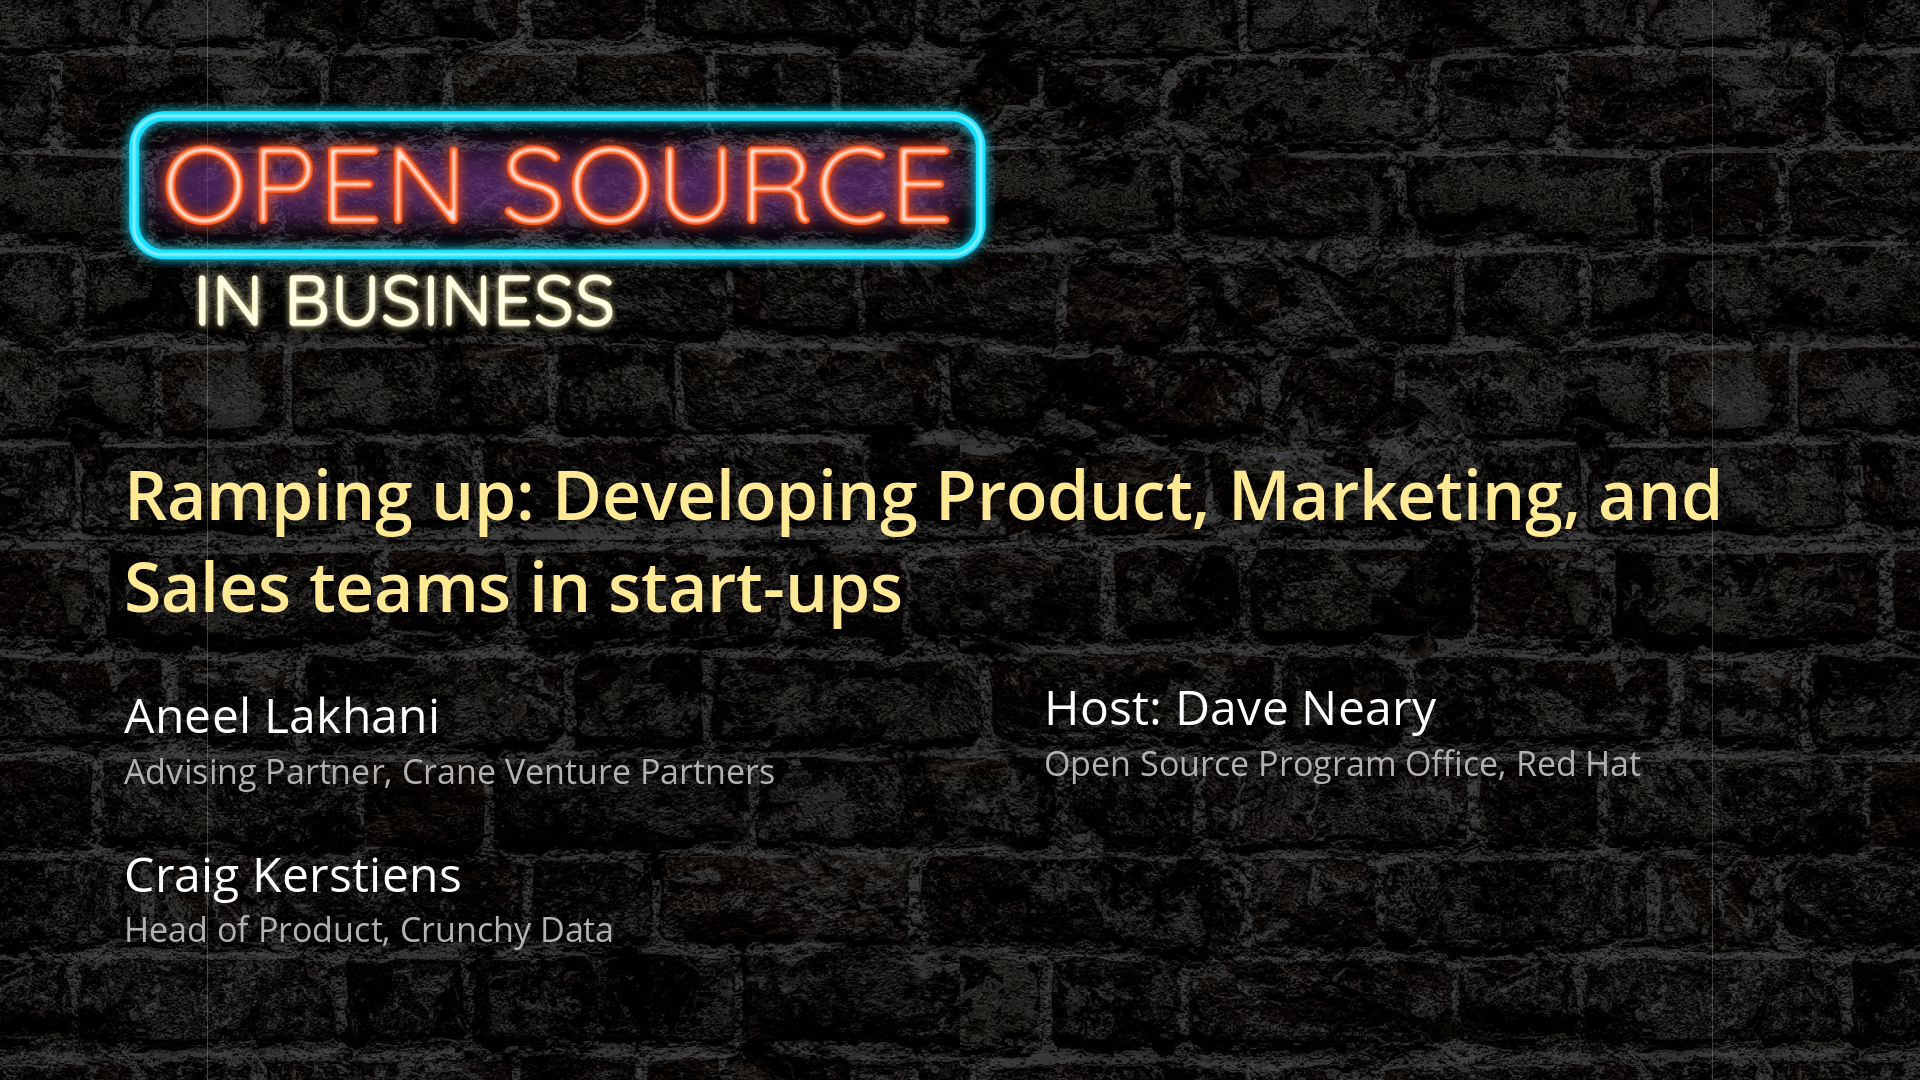 OPEN SOURCE
IN BUSINESS
Ramping up: Developing Product, Marketing, and
Sales teams in start-ups
Aneel Lakhani
Advising Partner, Crane Venture Partners
Craig Kerstiens
Head of Product, Crunchy Data
Host: Dave Neary
Open Source Program Office, Red Hat